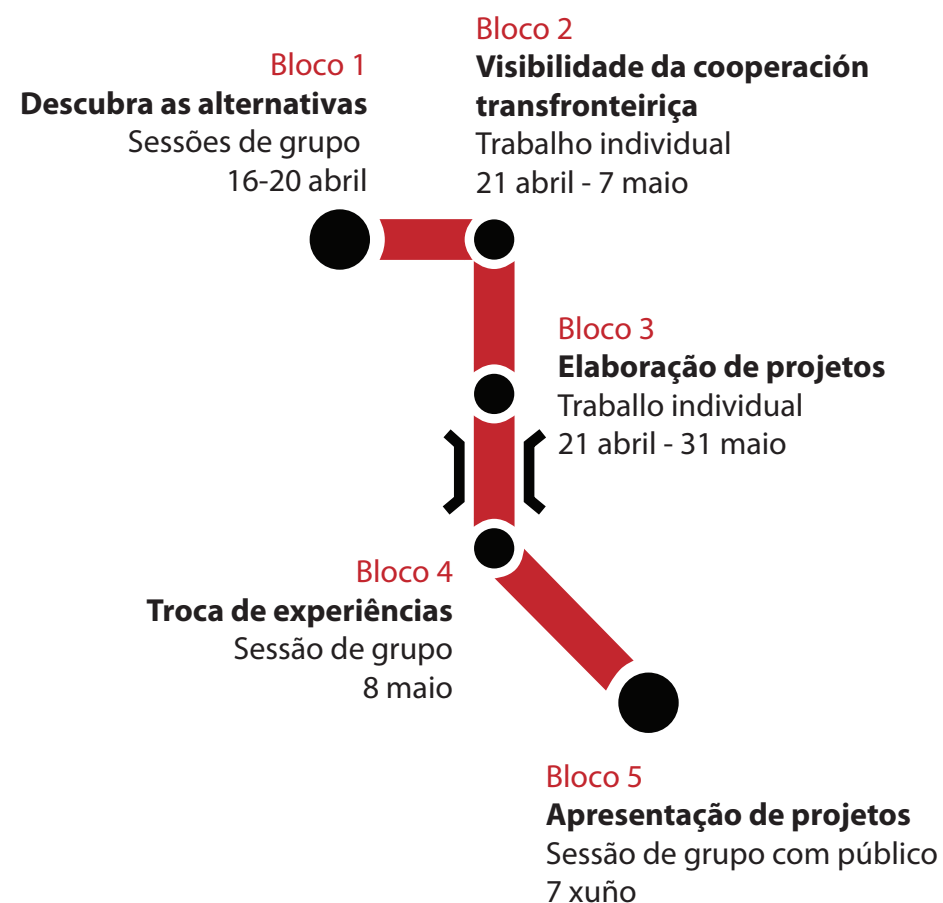 Bloco 1
Descubra as alternativas
Sessões de grupo
16-20 abril
Bloco 2
Visibilidade da cooperación
transfronteiriça
Trabalho individual
21 abril - 7 maio
Bloco 3
Elaboração de projetos
Traballo individual
21 abril - 31 maio
Bloco 4
Troca de experiências
Sessão de grupo
8 maio
Bloco 5
Apresentação de projetos
Sessão de grupo com público
7 xuño